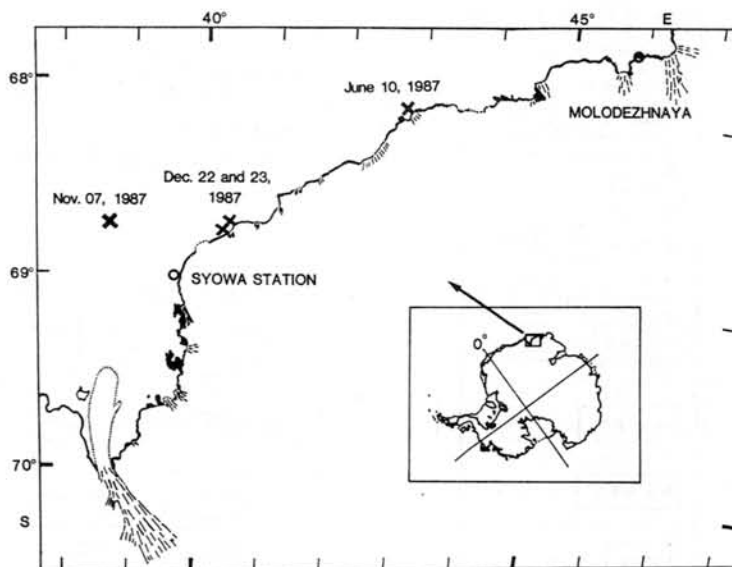 40°
45°
E
68°
June 10, 1987
MOLODEZHNAYA
Dec. 22 and 23,
1987
Nov. 07, 1987
69°
SYOWA STATION
0°
70°
S